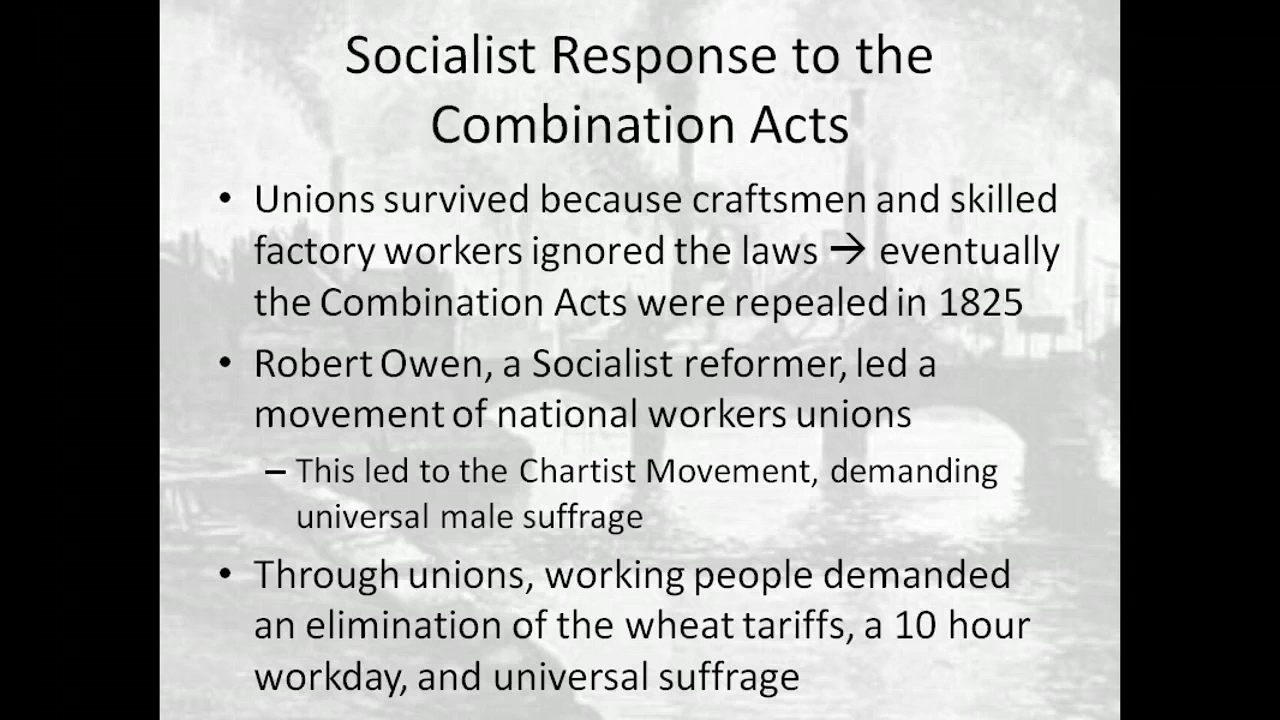 Socialist Response to the
Combination Acts
• Unions survived because craftsmen and skilled
factory workers ignored the laws → eventually
the Combination Acts were repealed in 1825
• Robert Owen, a Socialist reformer, led a
movement of national workers unions
– This led to the Chartist Movement, demanding
universal male suffrage
• Through unions, working people demanded
an elimination of the wheat tariffs, a 10 hour
workday, and universal suffrage